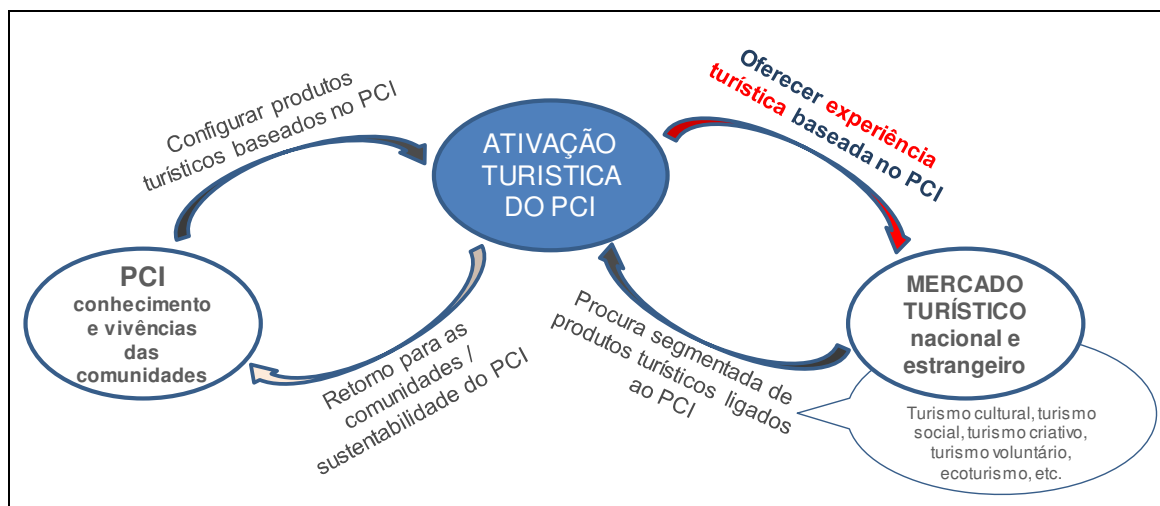 Configurar produtos
turísticos baseados no PCI
ATIVAÇÃO
TURISTICA
DO PCI
Oferecer experiência
turística baseada no PCI
PCI
conhecimento
e vivências
das
comunidades
Retorno para as
comunidades /
sustentabilidade do PCI
Procura segmentada de
produtos turísticos ligados
ao PCI
MERCADO
TURÍSTICO
nacional e
estrangeiro
Turismo cultural, turismo
social, turismo criativo,
turismo voluntário,
ecoturismo, etc.